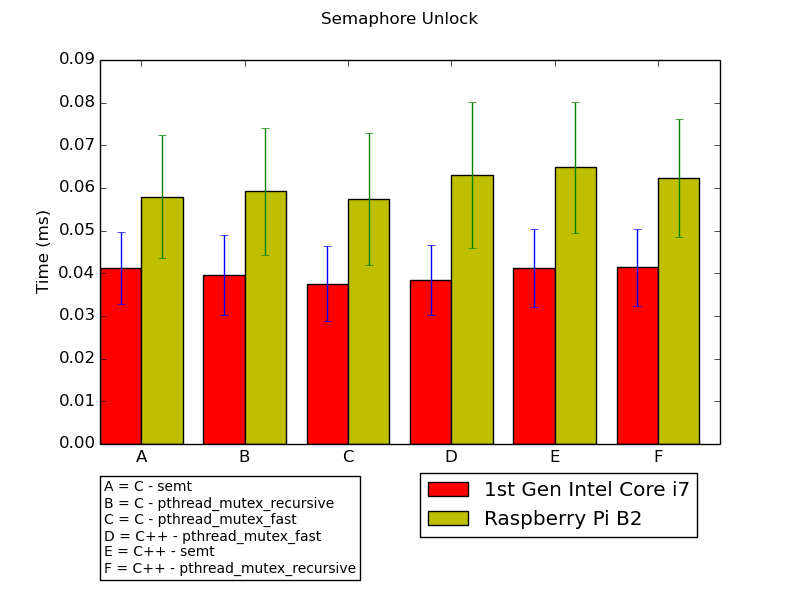 Semaphore Unlock
0.09
0.08
0.07
0.06
0.05
0.04
0.03
0.02
0.01
0.00
Time (ms)
A B C D E F
A = C - semt
B = C - pthread_mutex_recursive
C = C - pthread_mutex_fast
D = C++ - pthread_mutex_fast
E = C++ - semt
F = C++ - pthread_mutex_recursive
1st Gen Intel Core i7
Raspberry Pi B2